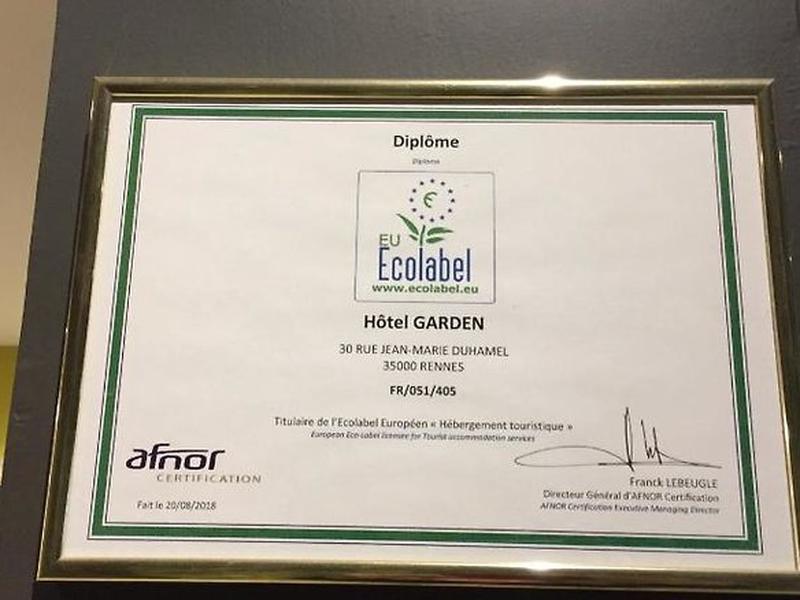 Diplôme
Diploma
EU
Ecolabel
www.ecolabel.eu
Hôtel GARDEN
30 RUE JEAN-MARIE DUHAMEL
35000 RENNES
FR/051/405
Titulaire de l'Ecolabel Européen « Hébergement touristique »
European Eco-Label licensee for Tourist accommodation services
afnor
CERTIFICATION
Fait le 20/08/2018
Franck LEBEUGLE
Directeur Général d'AFNOR Certification
AFNOR Certification Executive Managing Director